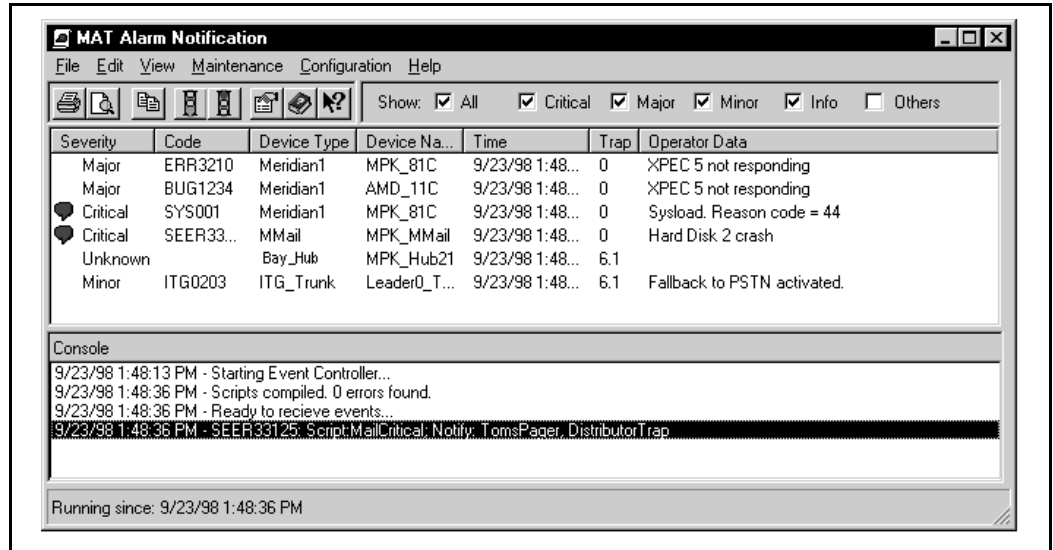 MAT Alarm Notification
File Edit View Maintenance Configuration Help
Show: All Critical Major Minor Info Others
Severity Code Device Type Device Na... Time Trap Operator Data
Major ERR3210 Meridian1 MPK_81C 9/23/98 1:48... 0 XPEC 5 not responding
Major BUG1234 Meridian1 AMD_11C 9/23/98 1:48... 0 XPEC 5 not responding
Critical SYS001 Meridian1 MPK_81C 9/23/98 1:48... 0 Sysload. Reason code = 44
Critical SEER33... MMail MPK_MMail 9/23/98 1:48... 0 Hard Disk 2 crash
Unknown Bay_Hub MPK_Hub21 9/23/98 1:48... 6.1
Minor ITG0203 ITG_Trunk Leader0_T... 9/23/98 1:48... 6.1 Fallback to PSTN activated.
Console
9/23/98 1:48:13 PM - Starting Event Controller...
9/23/98 1:48:36 PM - Scripts compiled. 0 errors found.
9/23/98 1:48:36 PM - Ready to recieve events...
9/23/98 1:48:36 PM - SEER33125: Script:MailCritical; Notify: TomsPager, DistributorTrap
Running since: 9/23/98 1:48:36 PM